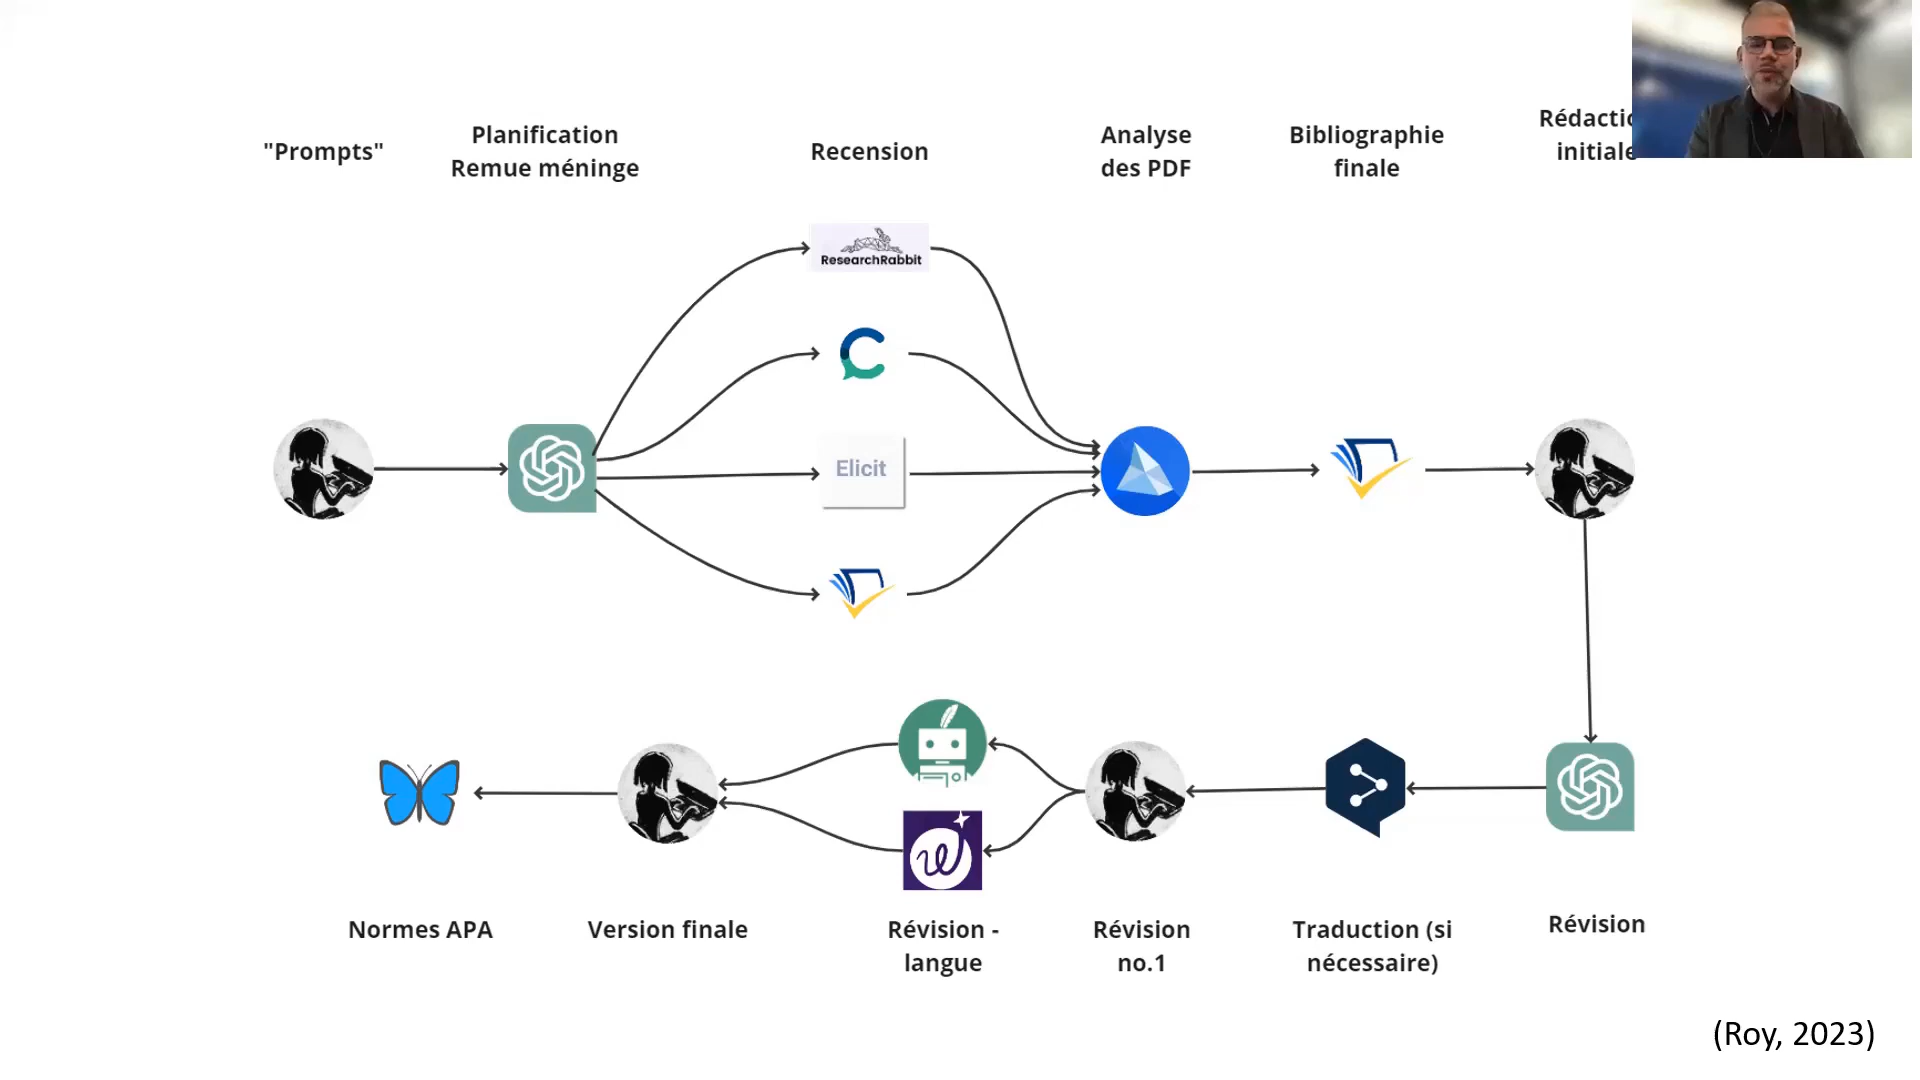 "Prompts"
Planification
Remue méninge
Recension
Analyse
des PDF
Bibliographie
finale
initiale
ResearchRabbit
Elicit
Normes APA
Version finale
Révision -
langue
Révision
no.1
Traduction (si
nécessaire)
Révision
(Roy, 2023)